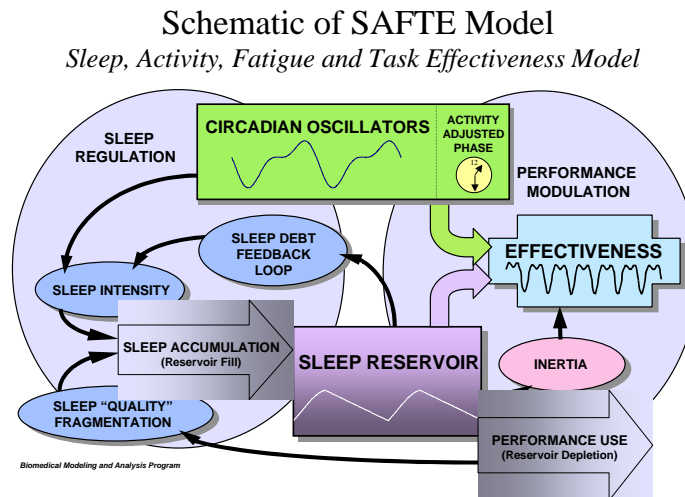 Schematic of SAFTE Model
Sleep, Activity, Fatigue and Task Effectiveness Model
SLEEP
REGULATION
CIRCADIAN OSCILLATORS
ACTIVITY
ADJUSTED
PHASE
12
PERFORMANCE
MODULATION
SLEEP DEBT
FEEDBACK
LOOP
EFFECTIVENESS
SLEEP INTENSITY
SLEEP ACCUMULATION
(Reservoir Fill)
SLEEP RESERVOIR
INERTIA
SLEEP “QUALITY”
FRAGMENTATION
PERFORMANCE USE
(Reservoir Depletion)
Biomedical Modeling and Analysis Program